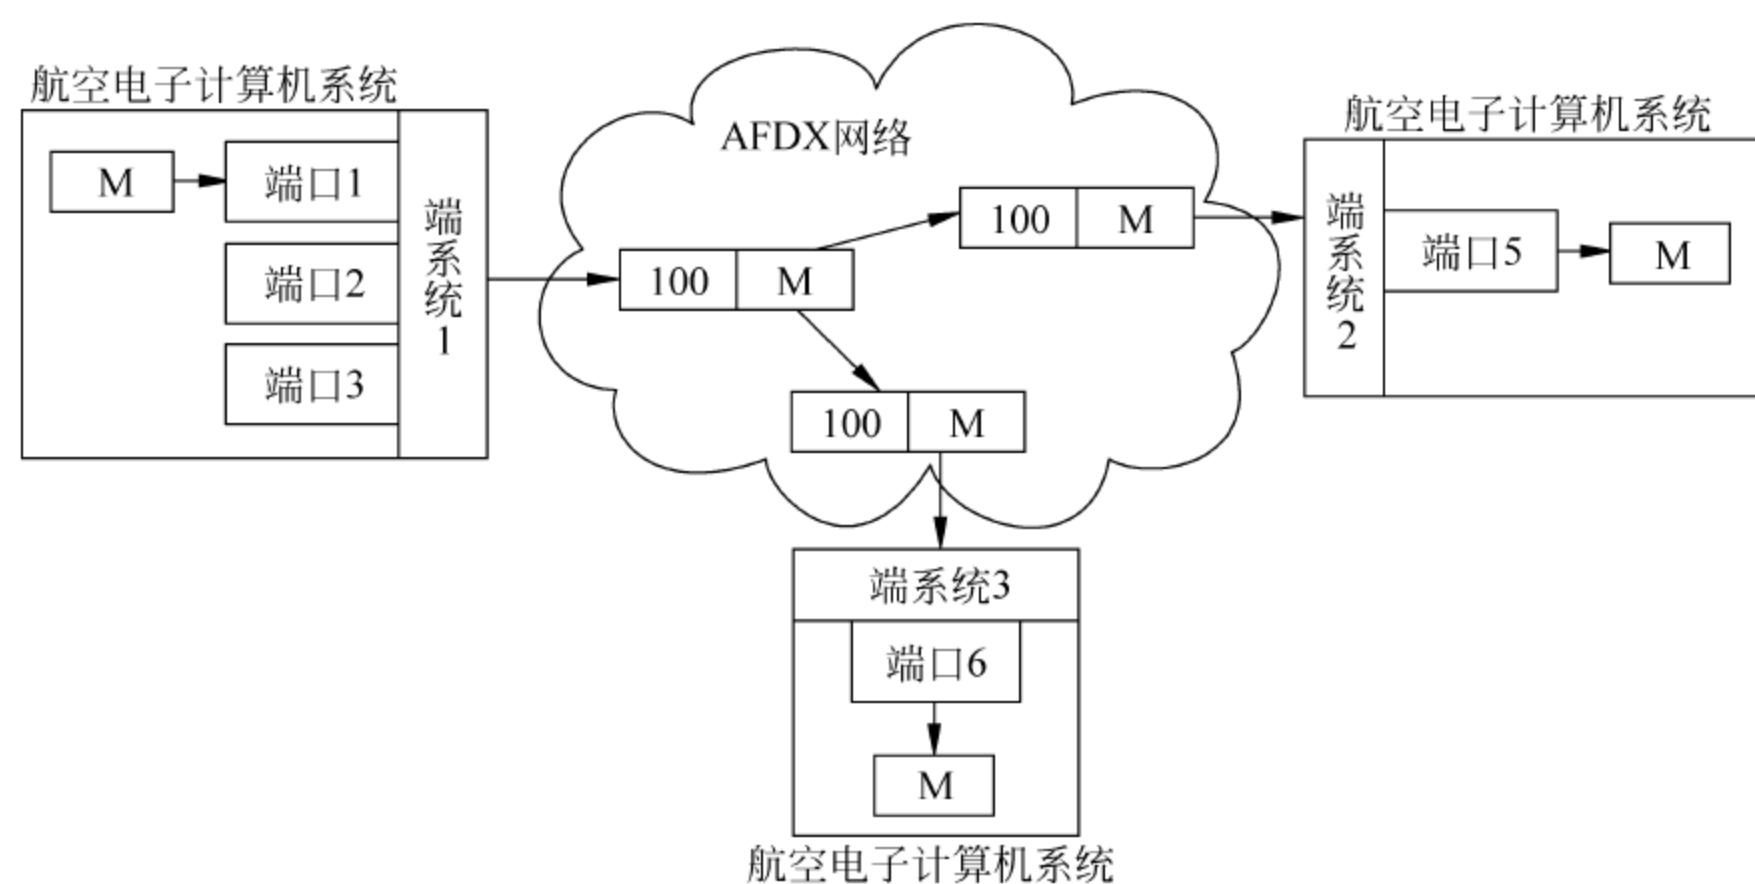 航空电子计算机系统
M
端口1
端口2
端口3
端系统1
AFDX网络
100 M
100 M
100 M
航空电子计算机系统
端系统2
端口5
M
端系统3
端口6
M
航空电子计算机系统